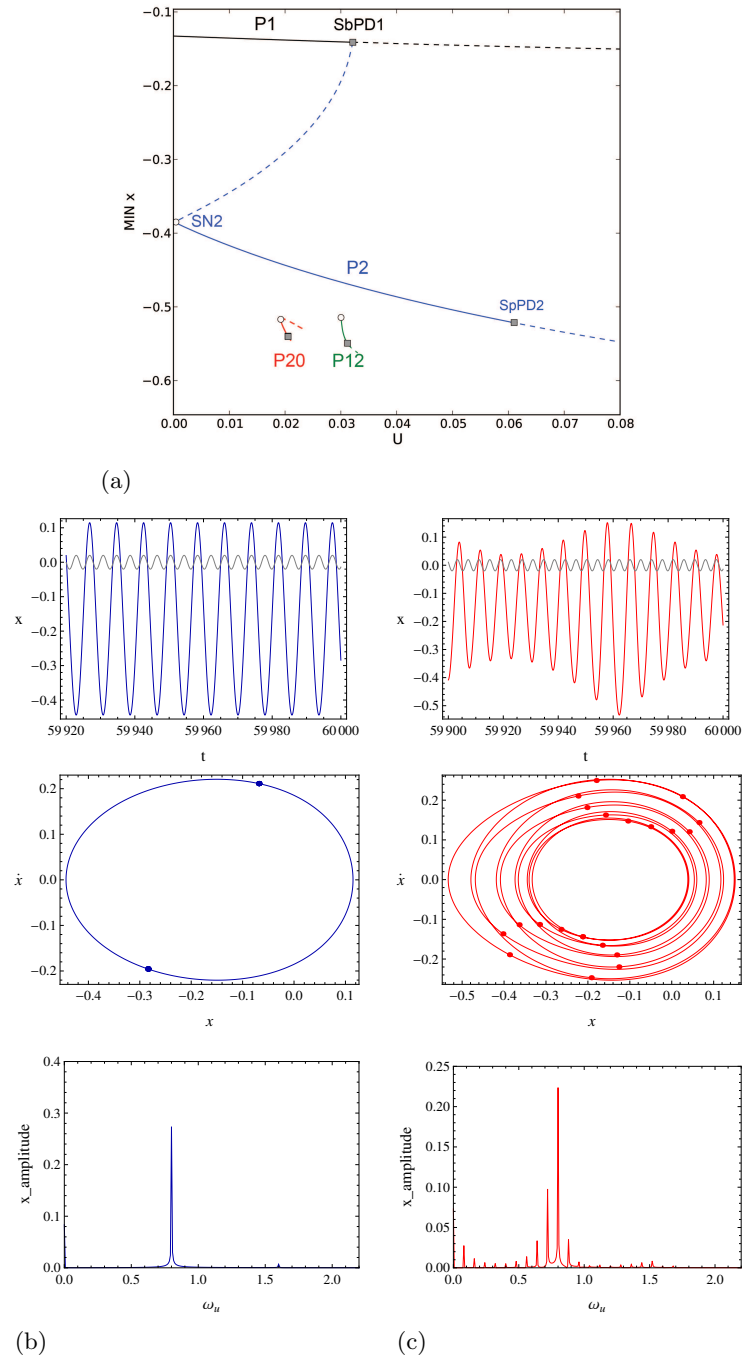 P1
SbPD1
SN2
P2
SpPD2
P20
P12
MIN x
−0.1
−0.2
−0.3
−0.4
−0.5
−0.6
0.00 0.01 0.02 0.03 0.04 0.05 0.06 0.07 0.08
U
(a)
0.1
0.0
−0.1
−0.2
−0.3
−0.4
x
59 920 59 940 59 960 59 980 60 000
t
0.1
0.0
−0.1
−0.2
−0.3
−0.4
−0.5
x
59 900 59 920 59 940 59 960 59 980 60 000
t
0.2
0.1
0.0
−0.1
−0.2
ẋ
−0.4 −0.3 −0.2 −0.1 0.0 0.1
x
0.2
0.1
0.0
−0.1
−0.2
ẋ
−0.5 −0.4 −0.3 −0.2 −0.1 0.0 0.1
x
0.4
0.3
0.2
0.1
0.0
x_amplitude
0.0 0.5 1.0 1.5 2.0
ωu
(b)
0.25
0.20
0.15
0.10
0.05
0.00
x_amplitude
0.0 0.5 1.0 1.5 2.0
ωu
(c)